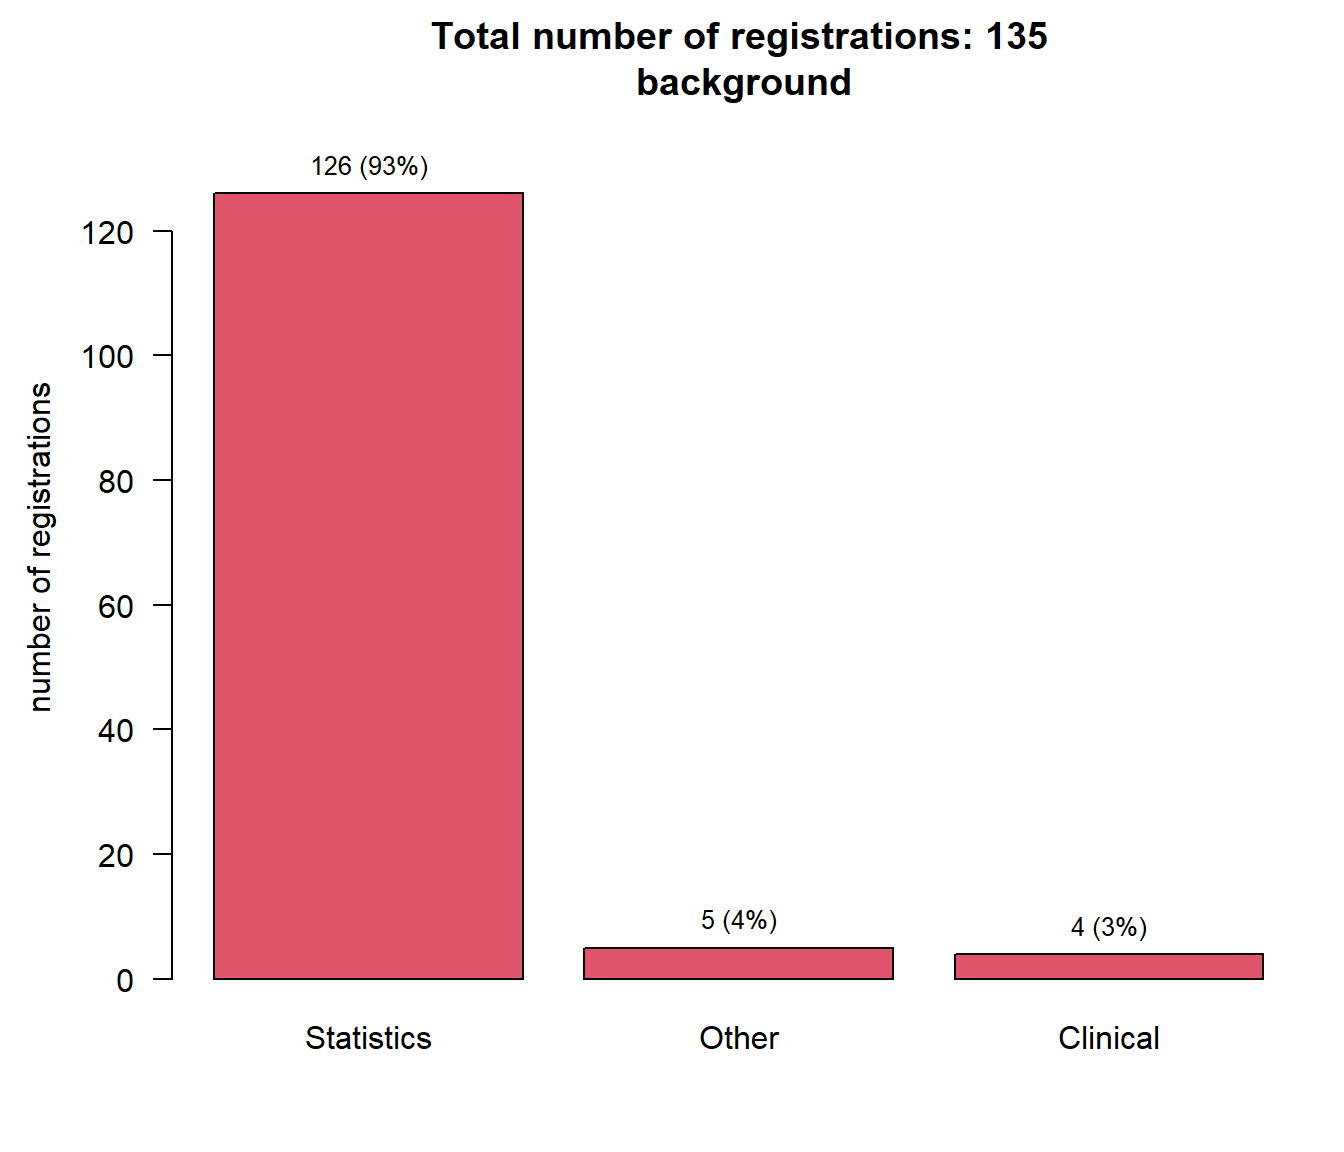 Total number of registrations: 135
background
number of registrations
120
100
80
60
40
20
0
126 (93%)
5 (4%)
4 (3%)
Statistics
Other
Clinical